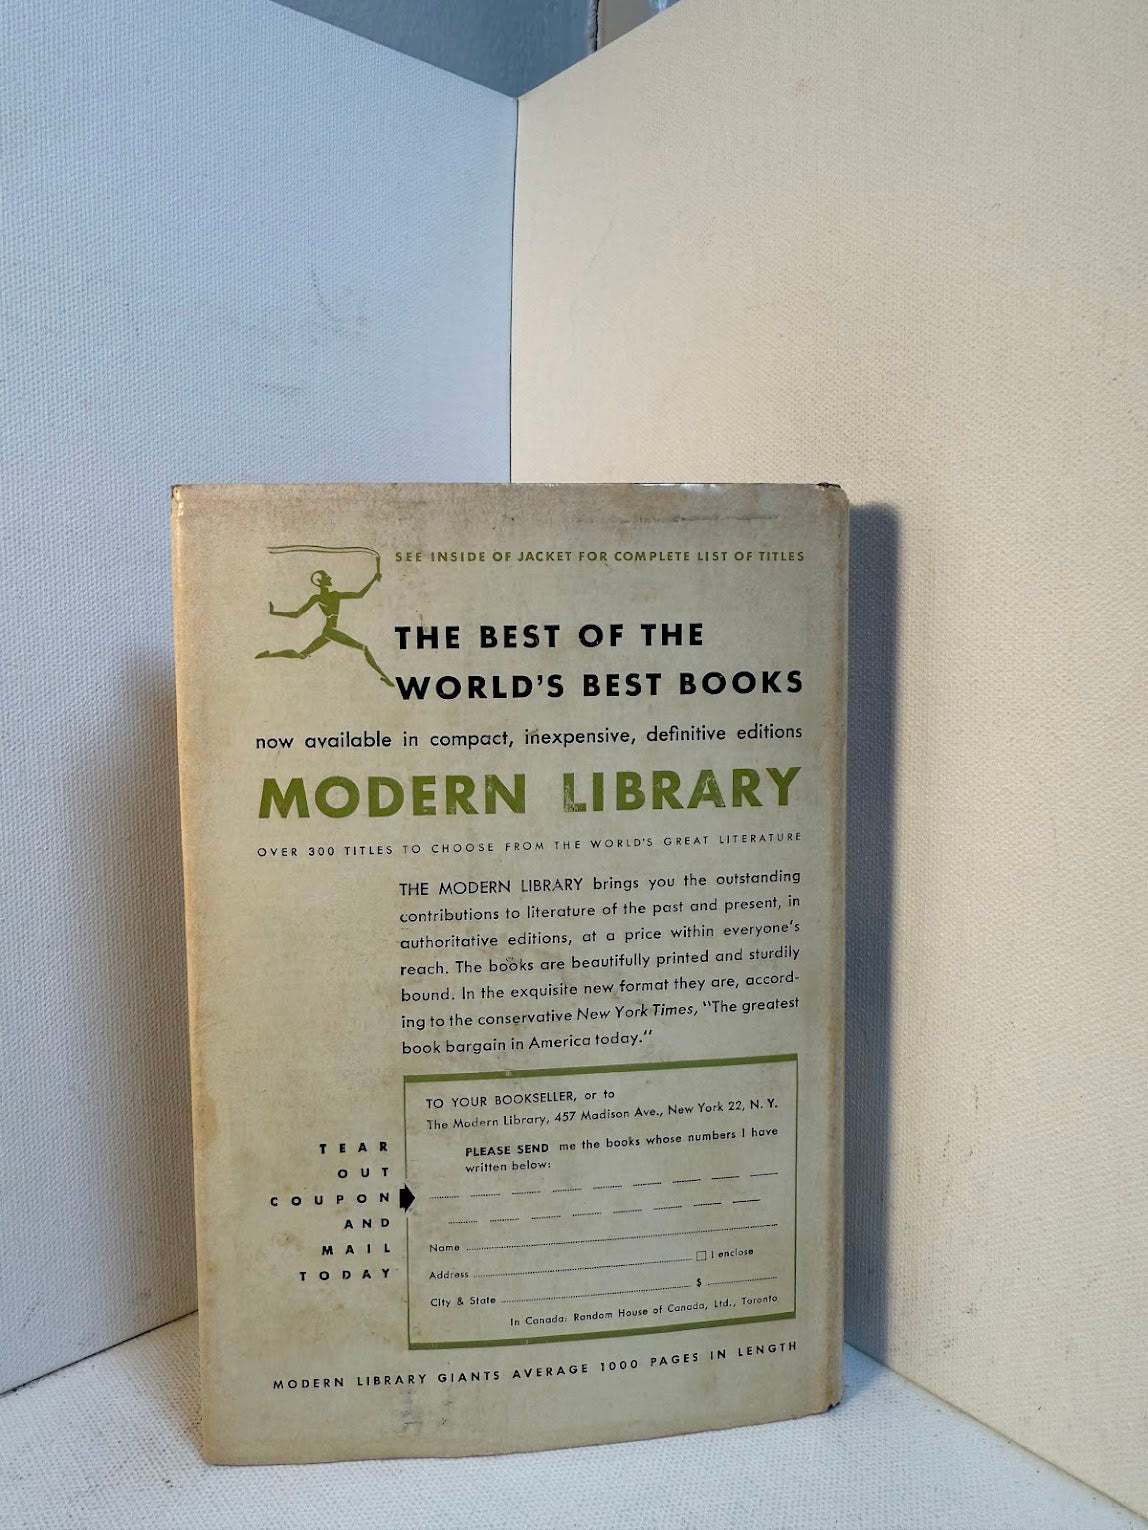 SEE INSIDE OF JACKET FOR COMPLETE LIST OF TITLES
THE BEST OF THE
WORLD'S BEST BOOKS
now available in compact, inexpensive, definitive editions
MODERN LIBRARY
OVER 300 TITLES TO CHOOSE FROM THE WORLD'S GREAT LITERATURE
THE MODERN LIBRARY brings you the outstanding
contributions to literature of the past and present, in
authoritative editions, at a price within everyone's
reach. The books are beautifully printed and sturdily
bound. In the exquisite new format they are, accord-
ing to the conservative New York Times, "The greatest
book bargain in America today."
TEAR
OUT
COUPON
AND
MAIL
TODAY
TO YOUR BOOKSELLER, or to
The Modern Library, 457 Madison Ave., New York 22, N. Y.
PLEASE SEND me the books whose numbers I have
written below:
Name
Address
I enclose
City & State
$
In Canada: Random House of Canada, Ltd., Toronto
MODERN LIBRARY GIANTS AVERAGE 1000 PAGES IN LENGTH